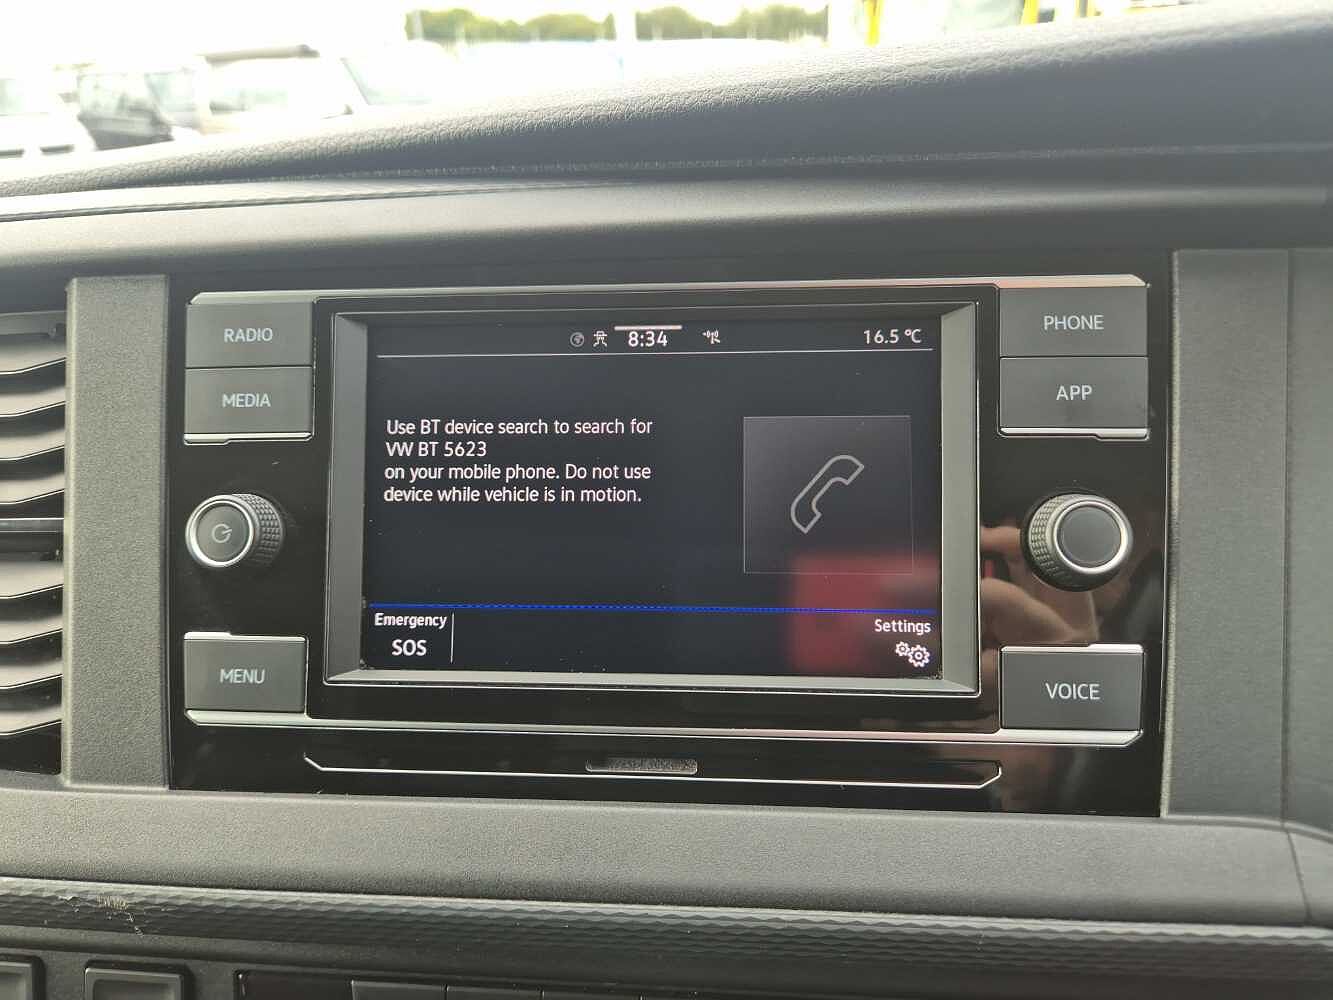 RADIO
MEDIA
MENU
8:34
16.5 °C
Use BT device search to search for
VW BT 5623
on your mobile phone. Do not use
device while vehicle is in motion.
Emergency
SOS
Settings
PHONE
APP
VOICE